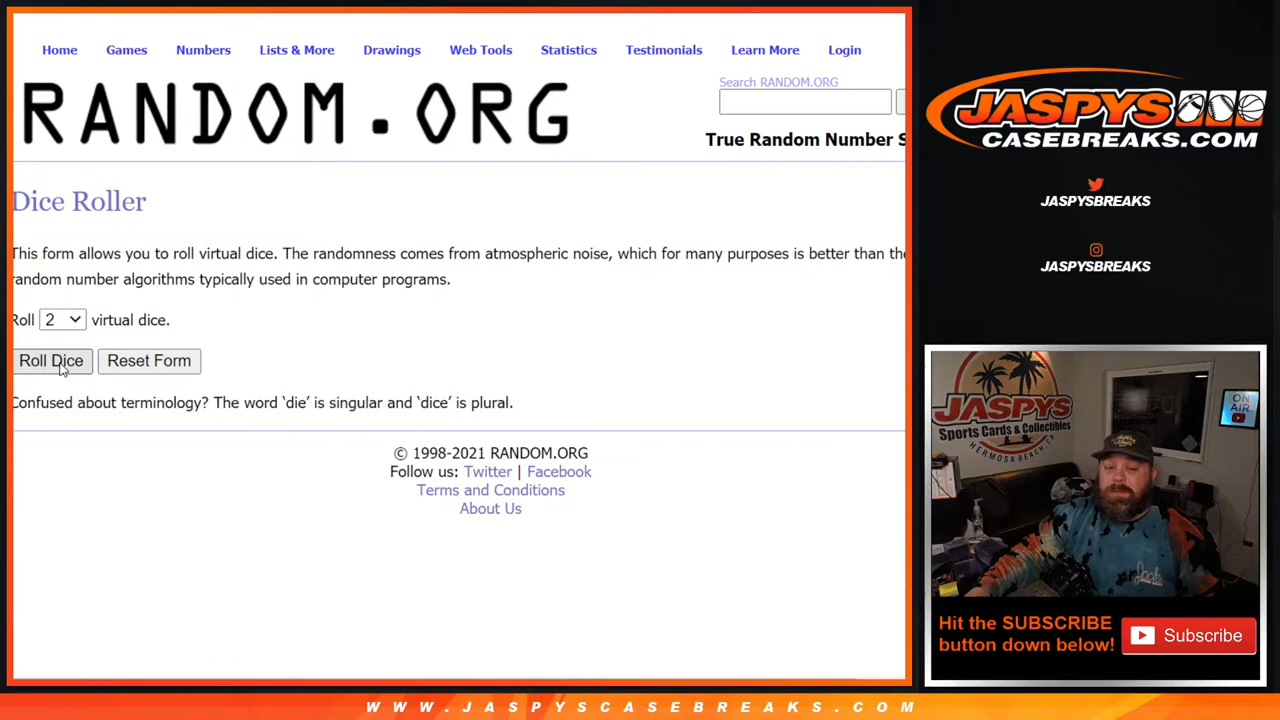 Home Games Numbers Lists & More Drawings Web Tools Statistics Testimonials Learn More Login
RANDOM.ORG
Search RANDOM.ORG
True Random Number S
Dice Roller
This form allows you to roll virtual dice. The randomness comes from atmospheric noise, which for many purposes is better than the
random number algorithms typically used in computer programs.
Roll 2 virtual dice.
Roll Dice Reset Form
Confused about terminology? The word ‘die’ is singular and ‘dice’ is plural.
© 1998-2021 RANDOM.ORG
Follow us: Twitter | Facebook
Terms and Conditions
About Us
JASPYS
CASEBREAKS.COM
JASPYSBREAKS
JASPYSBREAKS
JASPYS
Sports Cards & Collectibles
HERMOSA BEACH, CA
ON
AIR
Hit the SUBSCRIBE
button down below!
Subscribe
WWW.JASPYSCASEBREAKS.COM